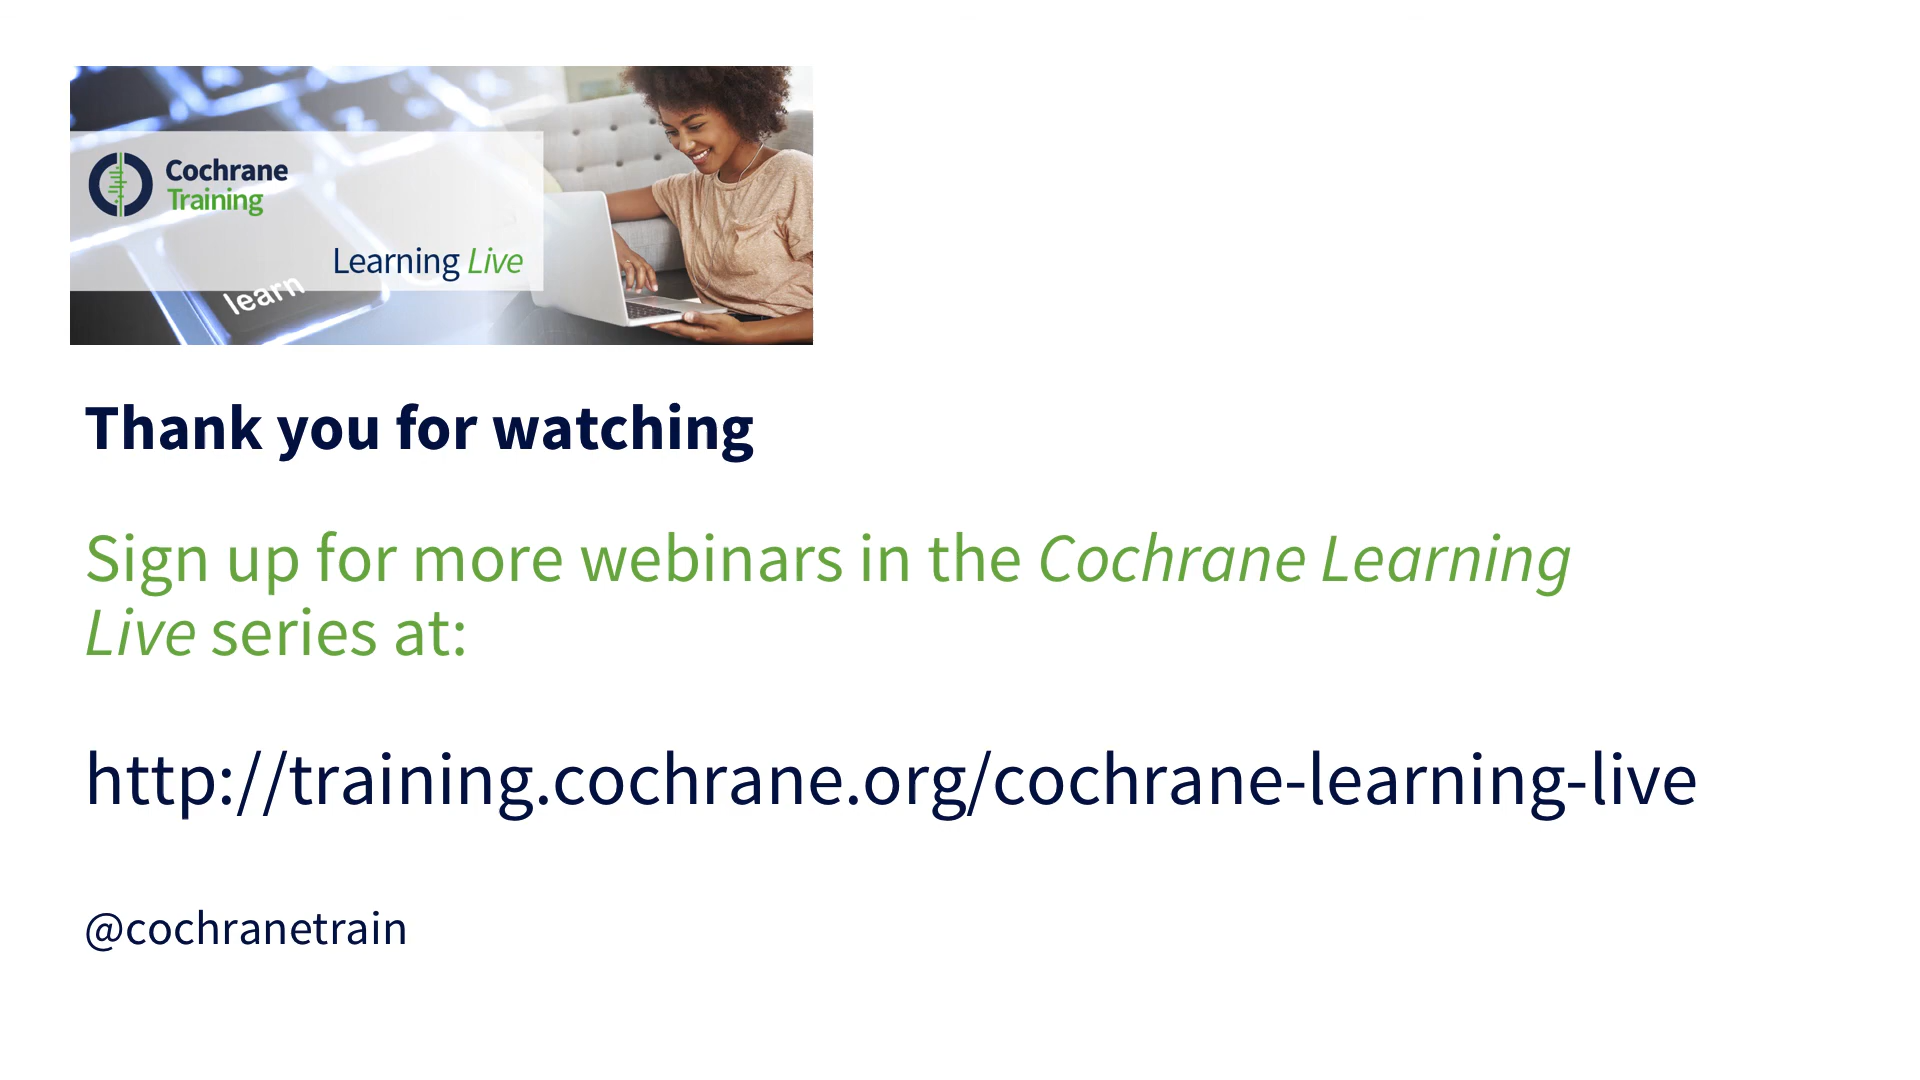 Cochrane
Training
Learning Live
learn
Thank you for watching
Sign up for more webinars in the Cochrane Learning
Live series at:
http://training.cochrane.org/cochrane-learning-live
@cochranetrain